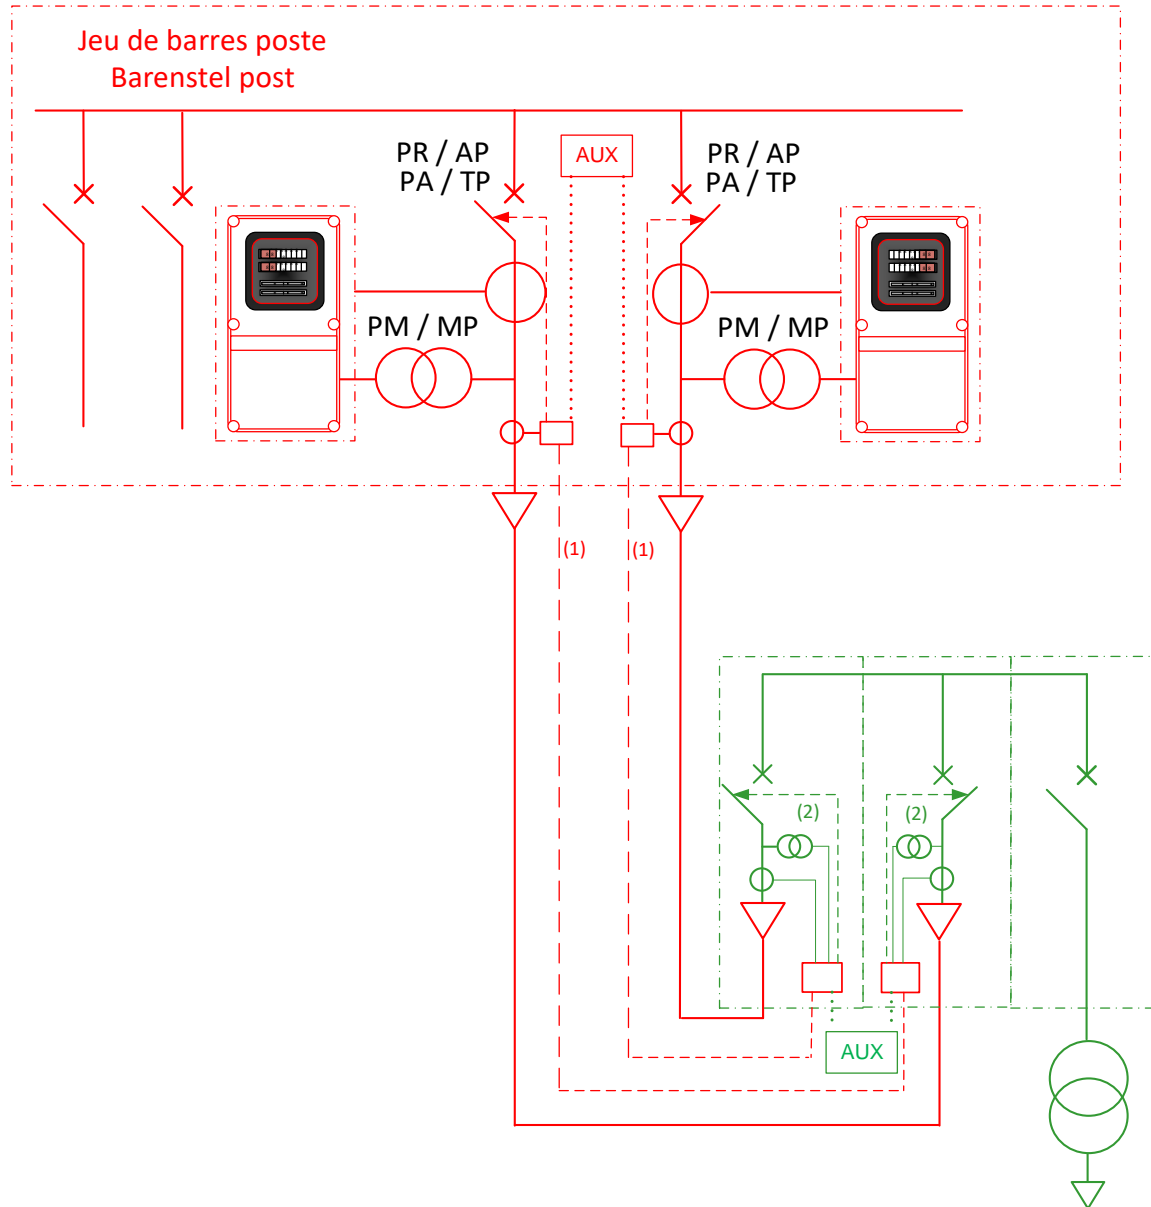 Jeu de barres poste
Barenstel post
PR / AP
PA / TP
AUX
PR / AP
PA / TP
PM / MP
PM / MP
(1)
(1)
(2)
(2)
AUX